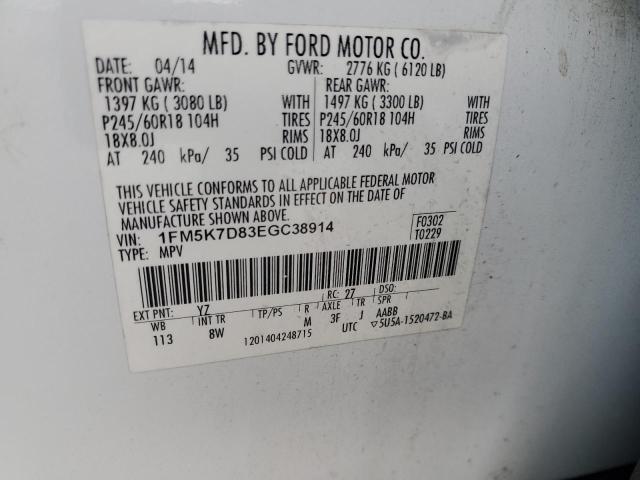 MFD. BY FORD MOTOR CO.
DATE: 04/14 GVWR: 2776 KG ( 6120 LB)
FRONT GAWR: REAR GAWR:
1397 KG ( 3080 LB) WITH 1497 KG ( 3300 LB) WITH
P245/60R18 104H TIRES P245/60R18 104H TIRES
18X8.0J RIMS 18X8.0J RIMS
AT 240 kPa/ 35 PSI COLD AT 240 kPa/ 35 PSI COLD
THIS VEHICLE CONFORMS TO ALL APPLICABLE FEDERAL MOTOR
VEHICLE SAFETY STANDARDS IN EFFECT ON THE DATE OF
MANUFACTURE SHOWN ABOVE.
VIN: 1FM5K7D83EGC38914 F0302
TYPE: MPV T0229
EXT PNT: YZ RC: 27 DSO:
WB INT TR TP/PS R AXLE TR SPR
113 8W M 3F J AABB
1201404248715 UTC ▽5U5A-1520472-BA